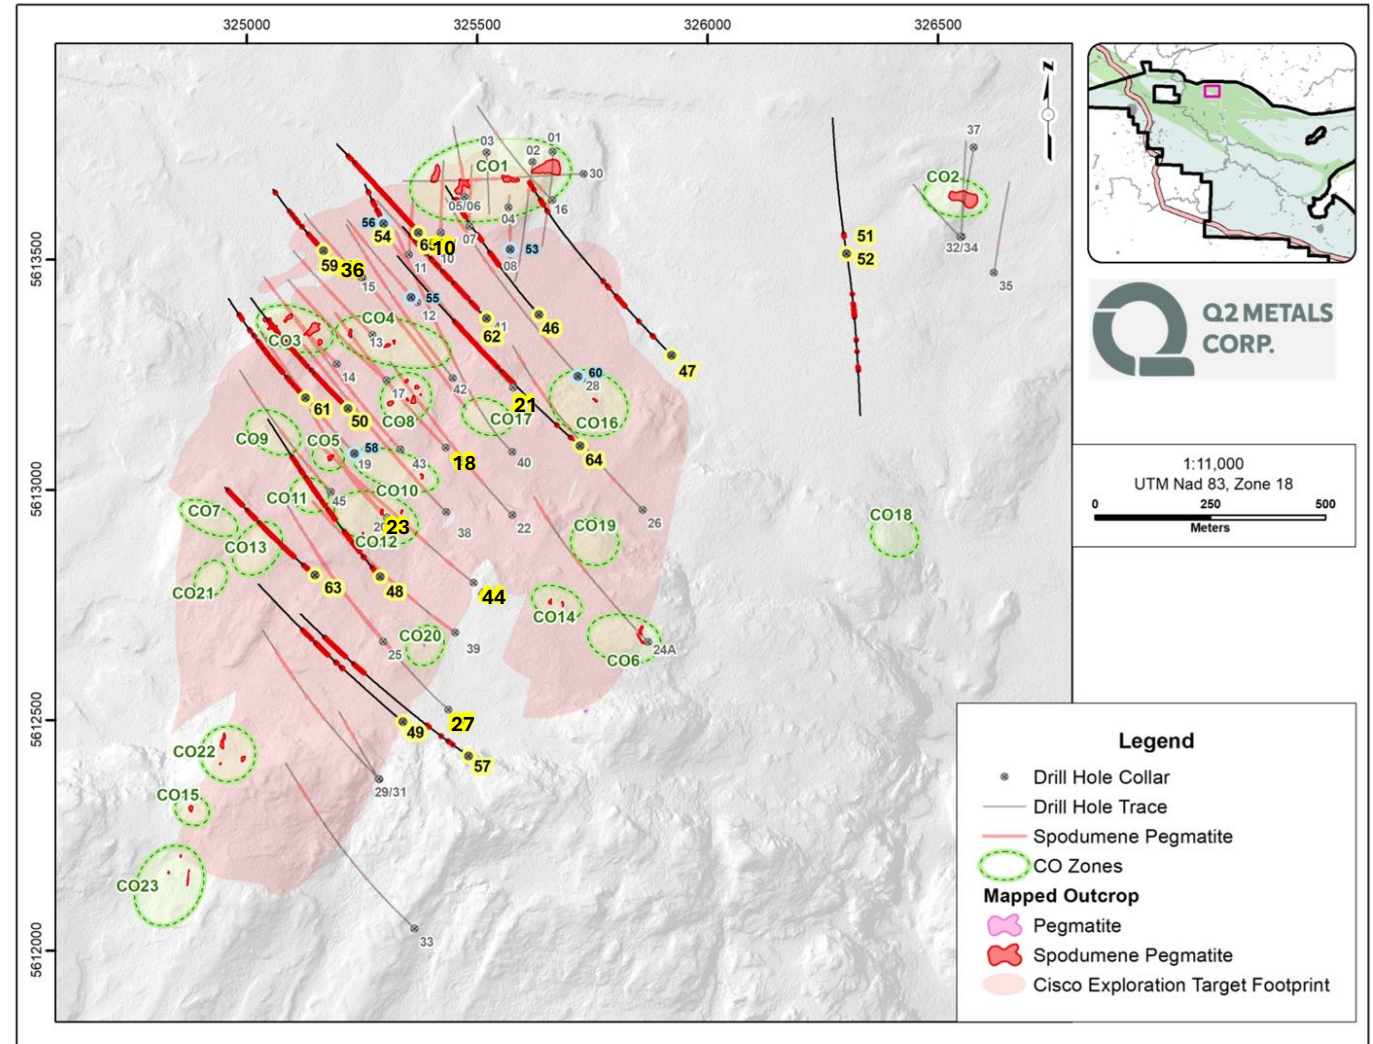 325000
325500
326000
326500
5613500
5613000
5612500
5612000
N
37
01
03
02
CO1
30
CO2
05/06
16
04
56
54
65
10
10
07
53
51
52
32/34
59
36
11
08
15
35
55
12
41
62
46
CO4
CO3
13
47
14
60
28
17
42
61
50
CO8
21
CO17
CO16
CO9
CO5
58
19
43
18
40
64
CO10
CO11
45
CO7
20
23
38
22
26
CO19
CO18
CO12
CO13
CO21
63
48
44
CO14
CO20
25
39
24A
CO6
27
49
57
CO22
29/31
CO15
CO23
33
Q2 METALS
CORP.
1:11,000
UTM Nad 83, Zone 18
0 250 500
Meters
Legend
Drill Hole Collar
Drill Hole Trace
Spodumene Pegmatite
CO Zones
Mapped Outcrop
Pegmatite
Spodumene Pegmatite
Cisco Exploration Target Footprint